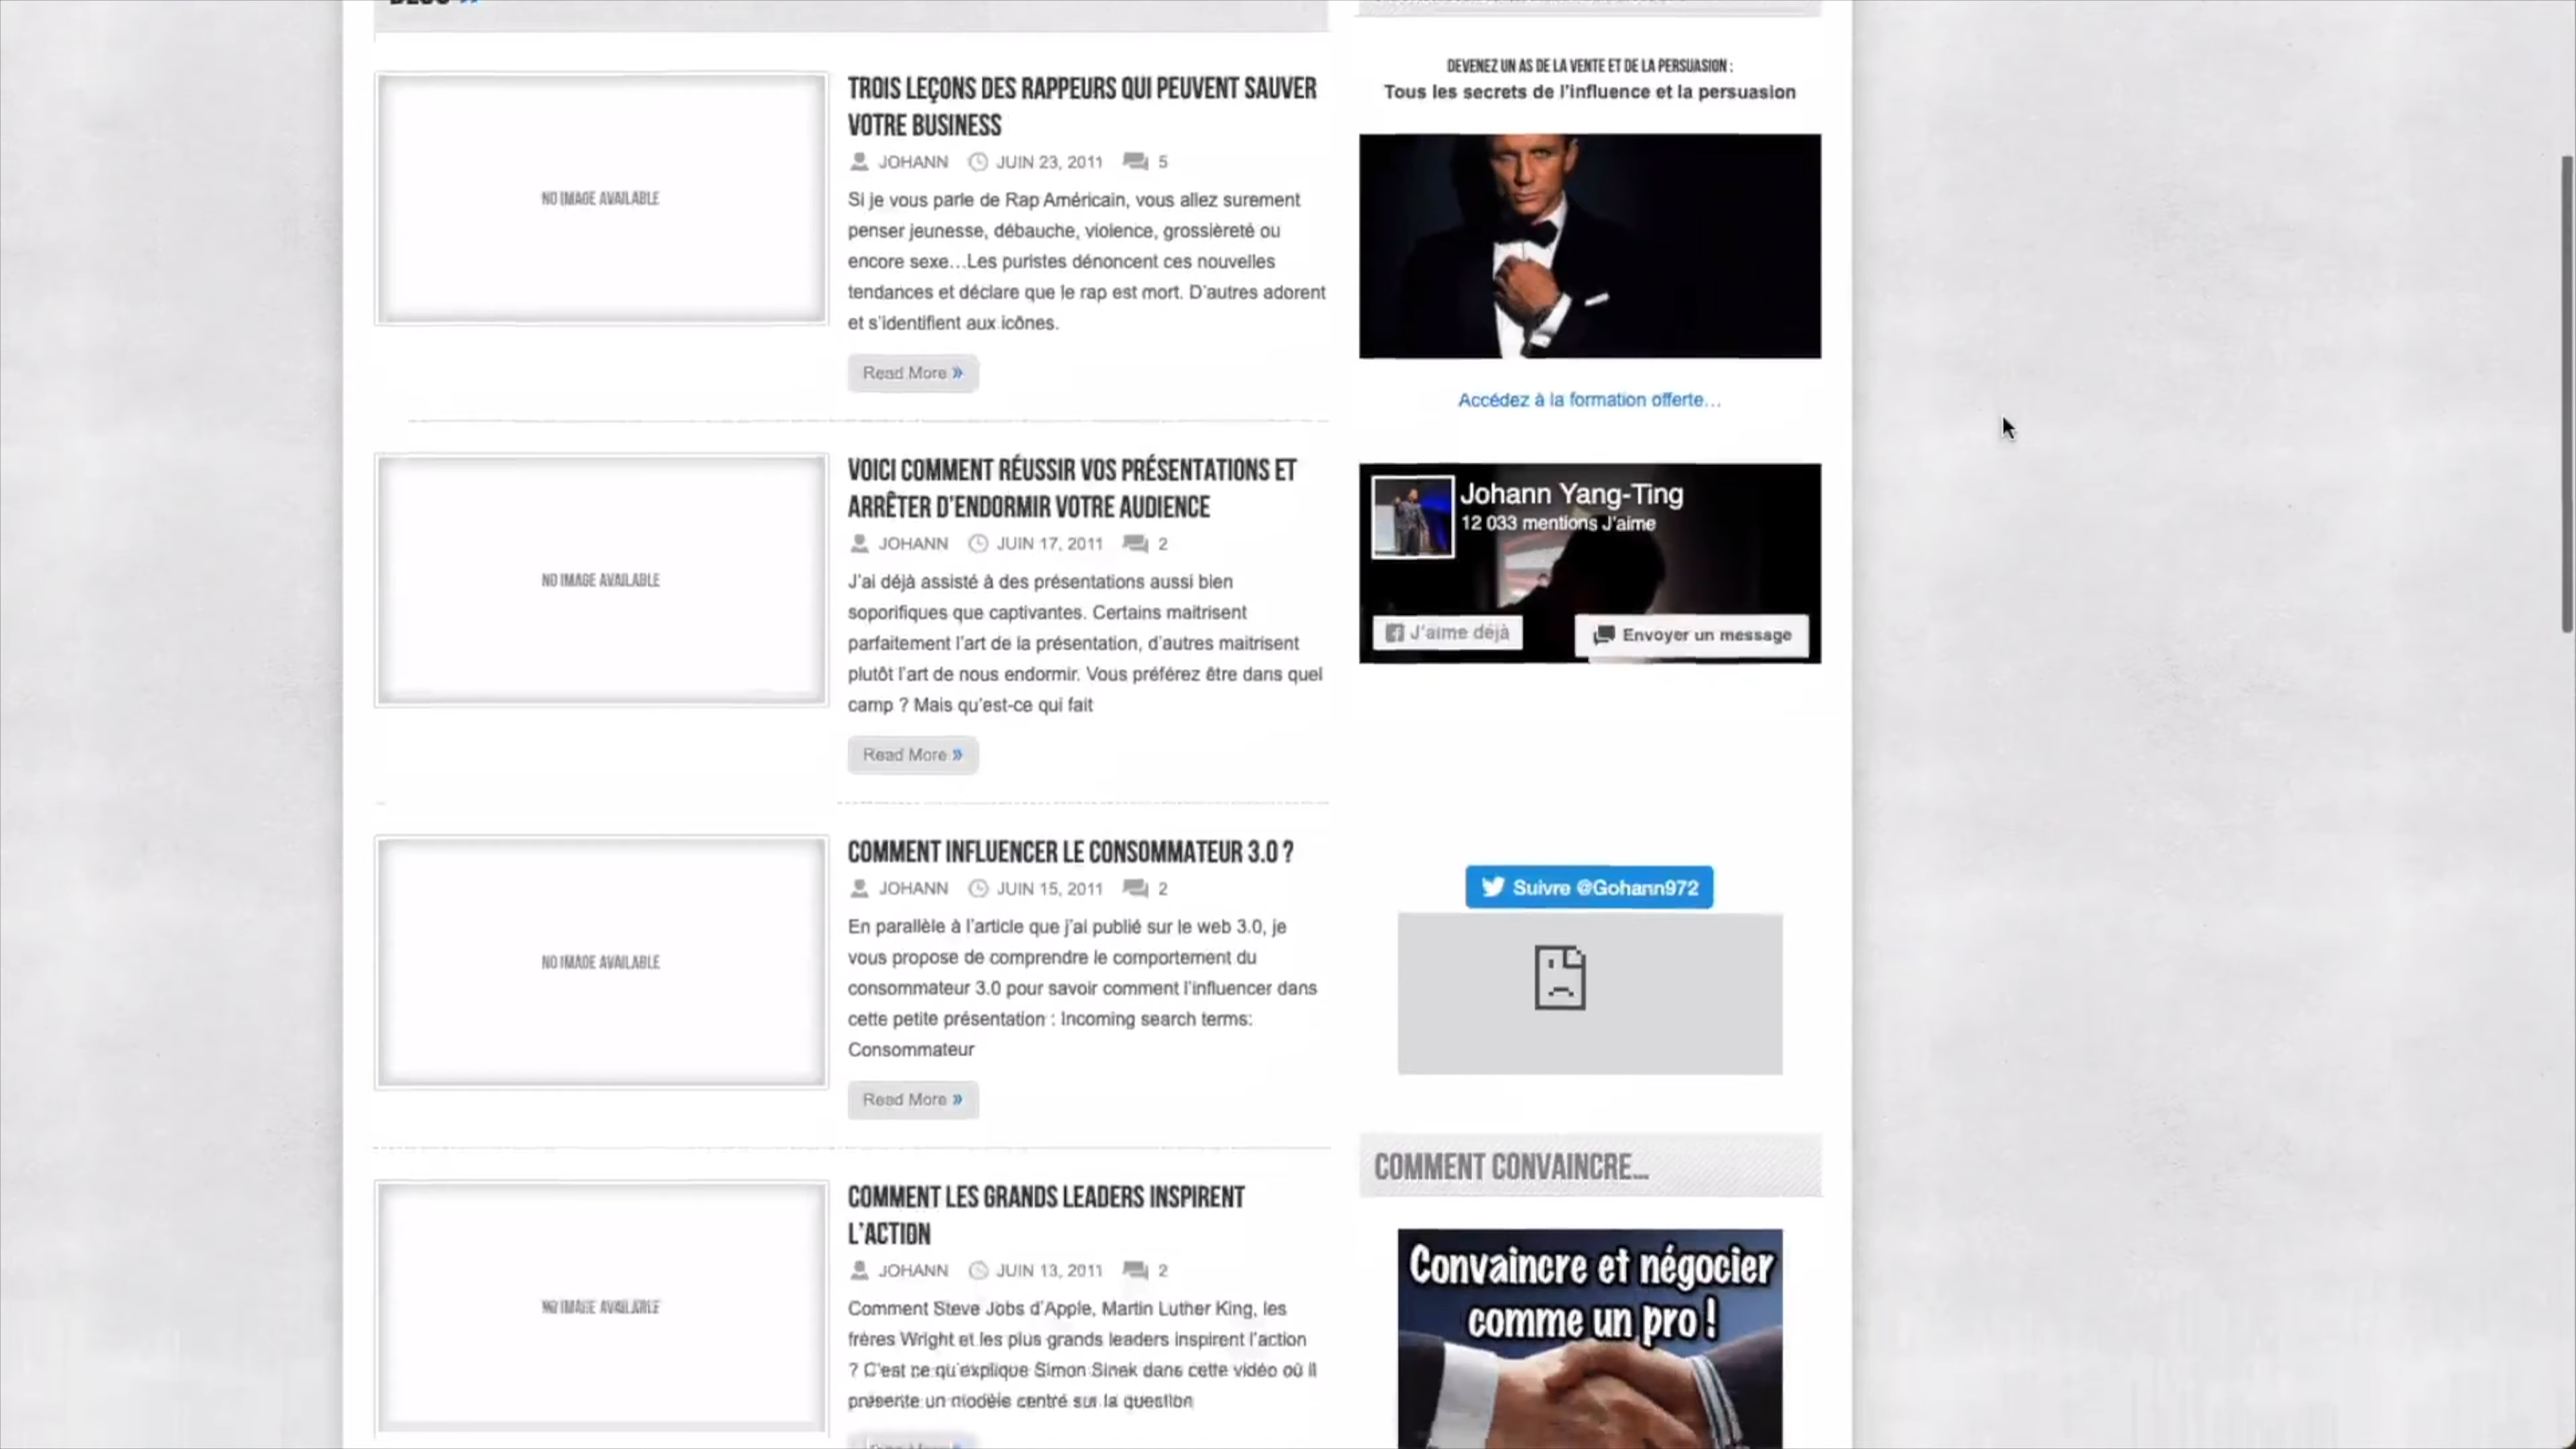 TROIS LEÇONS DES RAPPEURS QUI PEUVENT SAUVER
VOTRE BUSINESS
JOHANN JUIN 23, 2011 5
Si je vous parle de Rap Américain, vous allez surement
penser jeunesse, débauche, violence, grossièreté ou
encore sexe…Les puristes dénoncent ces nouvelles
tendances et déclare que le rap est mort. D'autres adorent
et s'identifient aux icônes.
Read More »
NO IMAGE AVAILABLE
VOICI COMMENT RÉUSSIR VOS PRÉSENTATIONS ET
ARRÊTER D'ENDORMIR VOTRE AUDIENCE
JOHANN JUIN 17, 2011 2
J'ai déjà assisté à des présentations aussi bien
soporifiques que captivantes. Certains maitrisent
parfaitement l'art de la présentation, d'autres maitrisent
plutôt l'art de nous endormir. Vous préférez être dans quel
camp ? Mais qu'est-ce qui fait
Read More »
NO IMAGE AVAILABLE
COMMENT INFLUENCER LE CONSOMMATEUR 3.0 ?
JOHANN JUIN 15, 2011 2
En parallèle à l'article que j'ai publié sur le web 3.0, je
vous propose de comprendre le comportement du
consommateur 3.0 pour savoir comment l'influencer dans
cette petite présentation : Incoming search terms:
Consommateur
Read More »
NO IMAGE AVAILABLE
COMMENT LES GRANDS LEADERS INSPIRENT
L'ACTION
JOHANN JUIN 13, 2011 2
Comment Steve Jobs d'Apple, Martin Luther King, les
frères Wright et les plus grands leaders inspirent l'action
? C'est ce qu'explique Simon Sinek dans cette vidéo où il
présente un modèle centré sur la question
NO IMAGE AVAILABLE
DEVENEZ UN AS DE LA VENTE ET DE LA PERSUASION :
Tous les secrets de l'influence et la persuasion
Accédez à la formation offerte…
Johann Yang-Ting
12 033 mentions J'aime
J'aime déjà
Envoyer un message
Suivre @Gohann972
COMMENT CONVAINCRE…
Convaincre et négocier
comme un pro !